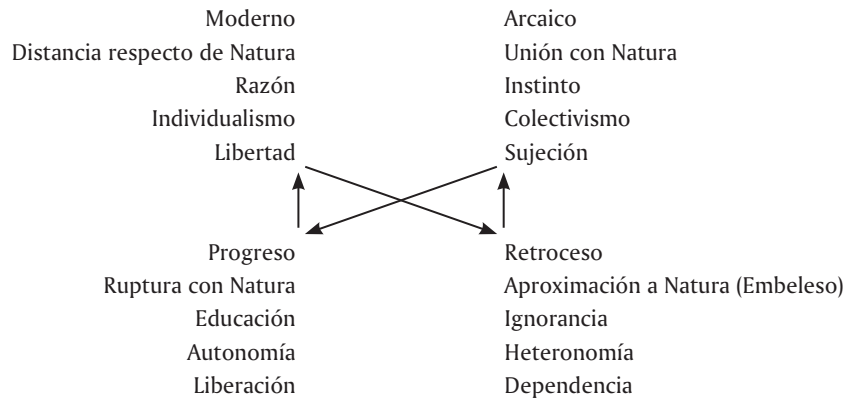 Moderno Arcaico
Distancia respecto de Natura Unión con Natura
Razón Instinto
Individualismo Colectivismo
Libertad Sujeción
Progreso Retroceso
Ruptura con Natura Aproximación a Natura (Embeleso)
Educación Ignorancia
Autonomía Heteronomía
Liberación Dependencia